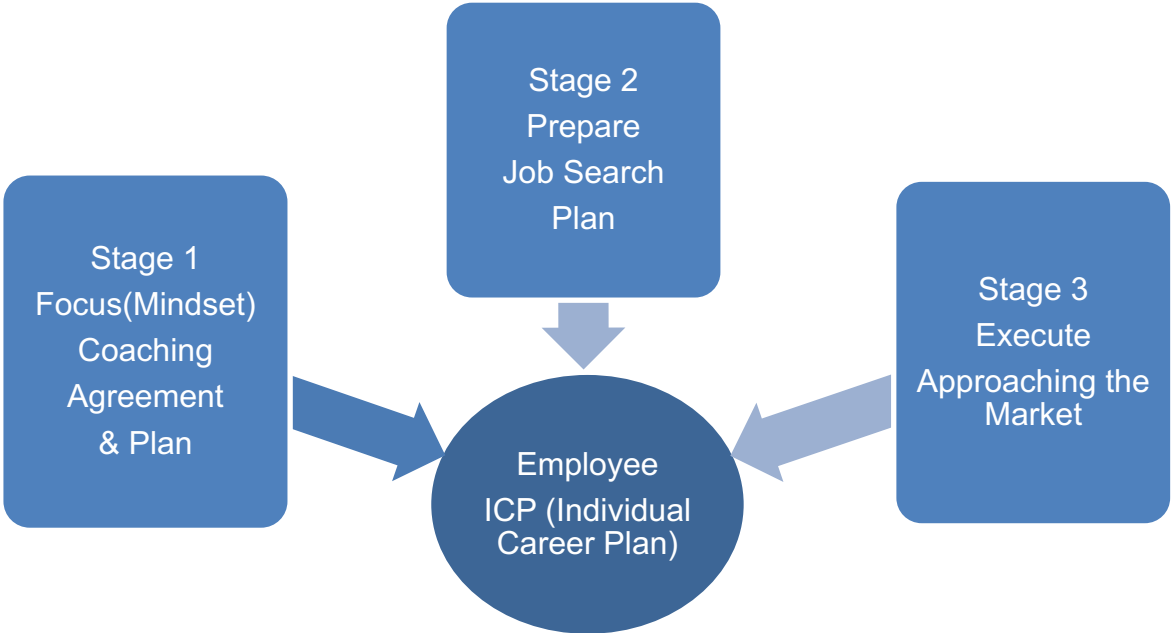 Stage 1
Focus(Mindset)
Coaching
Agreement
& Plan
Stage 2
Prepare
Job Search
Plan
Stage 3
Execute
Approaching the
Market
Employee
ICP (Individual
Career Plan)